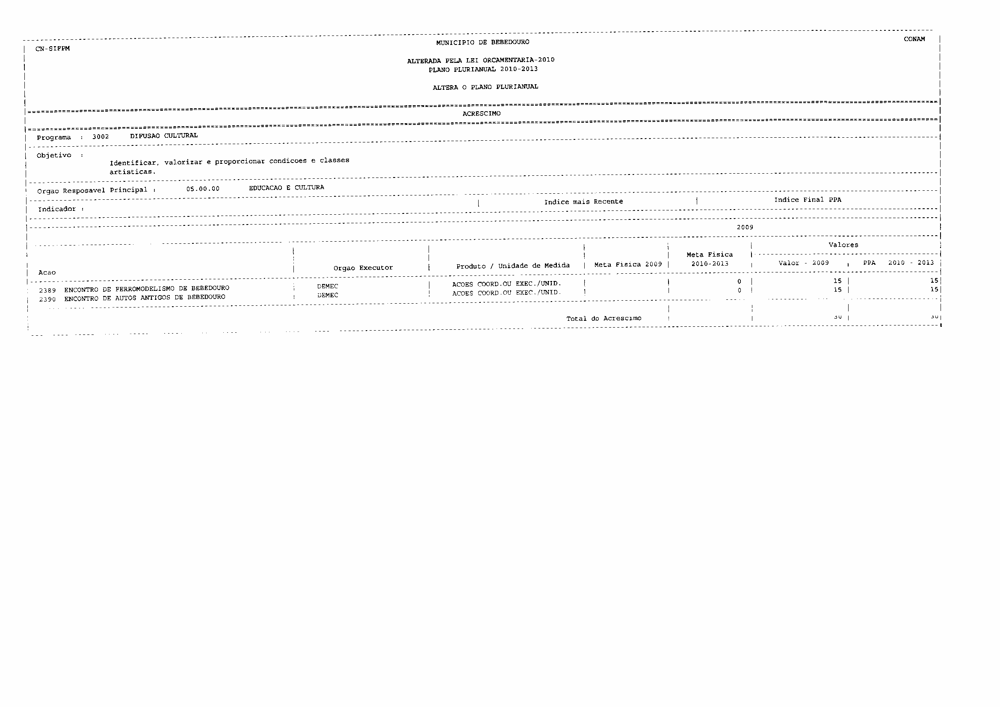 CN-SIFPM MUNICIPIO DE BEBEDOURO CONAM
ALTERADA PELA LEI ORCAMENTARIA-2010
PLANO PLURIANUAL 2010-2013
ALTERA O PLANO PLURIANUAL
ACRESCIMO
Programa : 3002 DIFUSAO CULTURAL
Objetivo :
Identificar, valorizar e proporcionar condicoes e classes
artisticas.
Orgao Resposavel Principal : 05.00.00 EDUCACAO E CULTURA
Indicador : | Indice mais Recente | Indice Final PPA
2009
Valores
Meta Fisica
Acao | Orgao Executor | Produto / Unidade de Medida | Meta Fisica 2009 | 2010-2013 | Valor - 2009 | PPA 2010 - 2013
2389 ENCONTRO DE FERROMODELISMO DE BEBEDOURO | DEMEC | ACOES COORD.OU EXEC./UNID. | | 0 | 15 | 15
2390 ENCONTRO DE AUTOS ANTIGOS DE BEBEDOURO | DEMEC | ACOES COORD.OU EXEC./UNID. | | 0 | 15 | 15
Total do Acrescimo | | 30 | 30